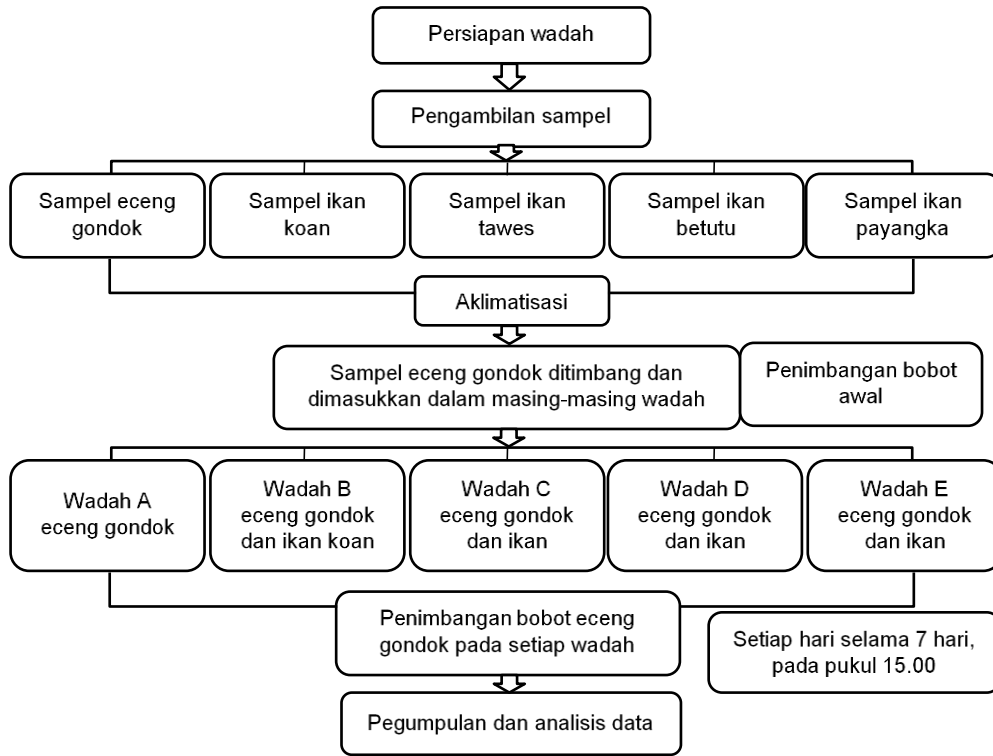 Persiapan wadah
Pengambilan sampel
Sampel eceng
gondok
Sampel ikan
koan
Sampel ikan
tawes
Sampel ikan
betutu
Sampel ikan
payangka
Aklimatisasi
Sampel eceng gondok ditimbang dan
dimasukkan dalam masing-masing wadah
Penimbangan bobot
awal
Wadah A
eceng gondok
Wadah B
eceng gondok
dan ikan koan
Wadah C
eceng gondok
dan ikan
Wadah D
eceng gondok
dan ikan
Wadah E
eceng gondok
dan ikan
Penimbangan bobot eceng
gondok pada setiap wadah
Setiap hari selama 7 hari,
pada pukul 15.00
Pegumpulan dan analisis data